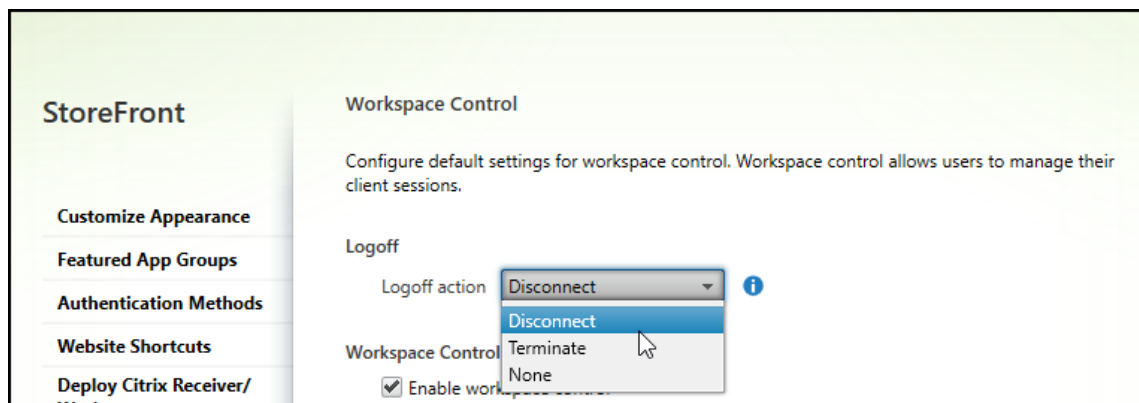 StoreFront
Customize Appearance
Featured App Groups
Authentication Methods
Website Shortcuts
Deploy Citrix Receiver/
Workspace Control
Configure default settings for workspace control. Workspace control allows users to manage their
client sessions.
Logoff
Logoff action Disconnect
Disconnect
Terminate
None
Workspace Control
Enable